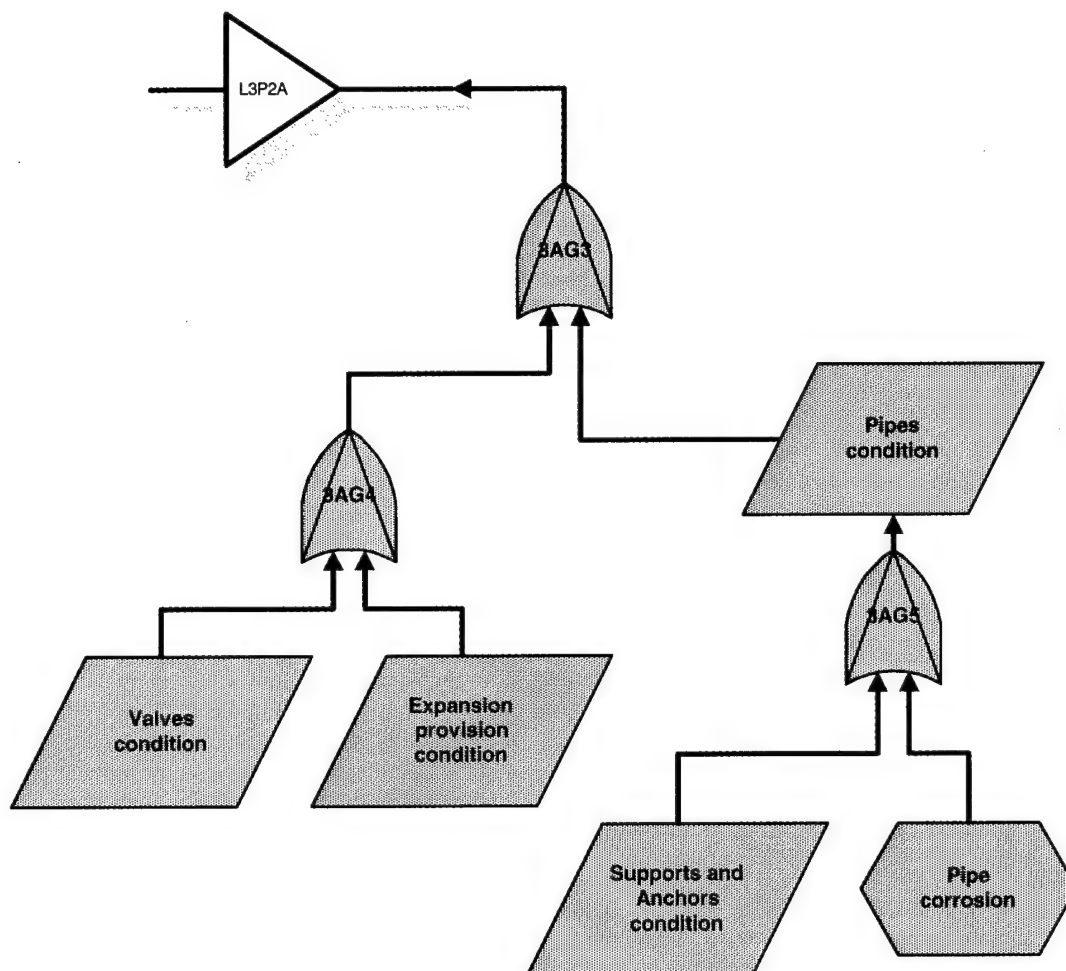 L3P2A
3AG3
Pipes
condition
3AG4
3AG5
Valves
condition
Expansion
provision
condition
Supports and
Anchors
condition
Pipe
corrosion